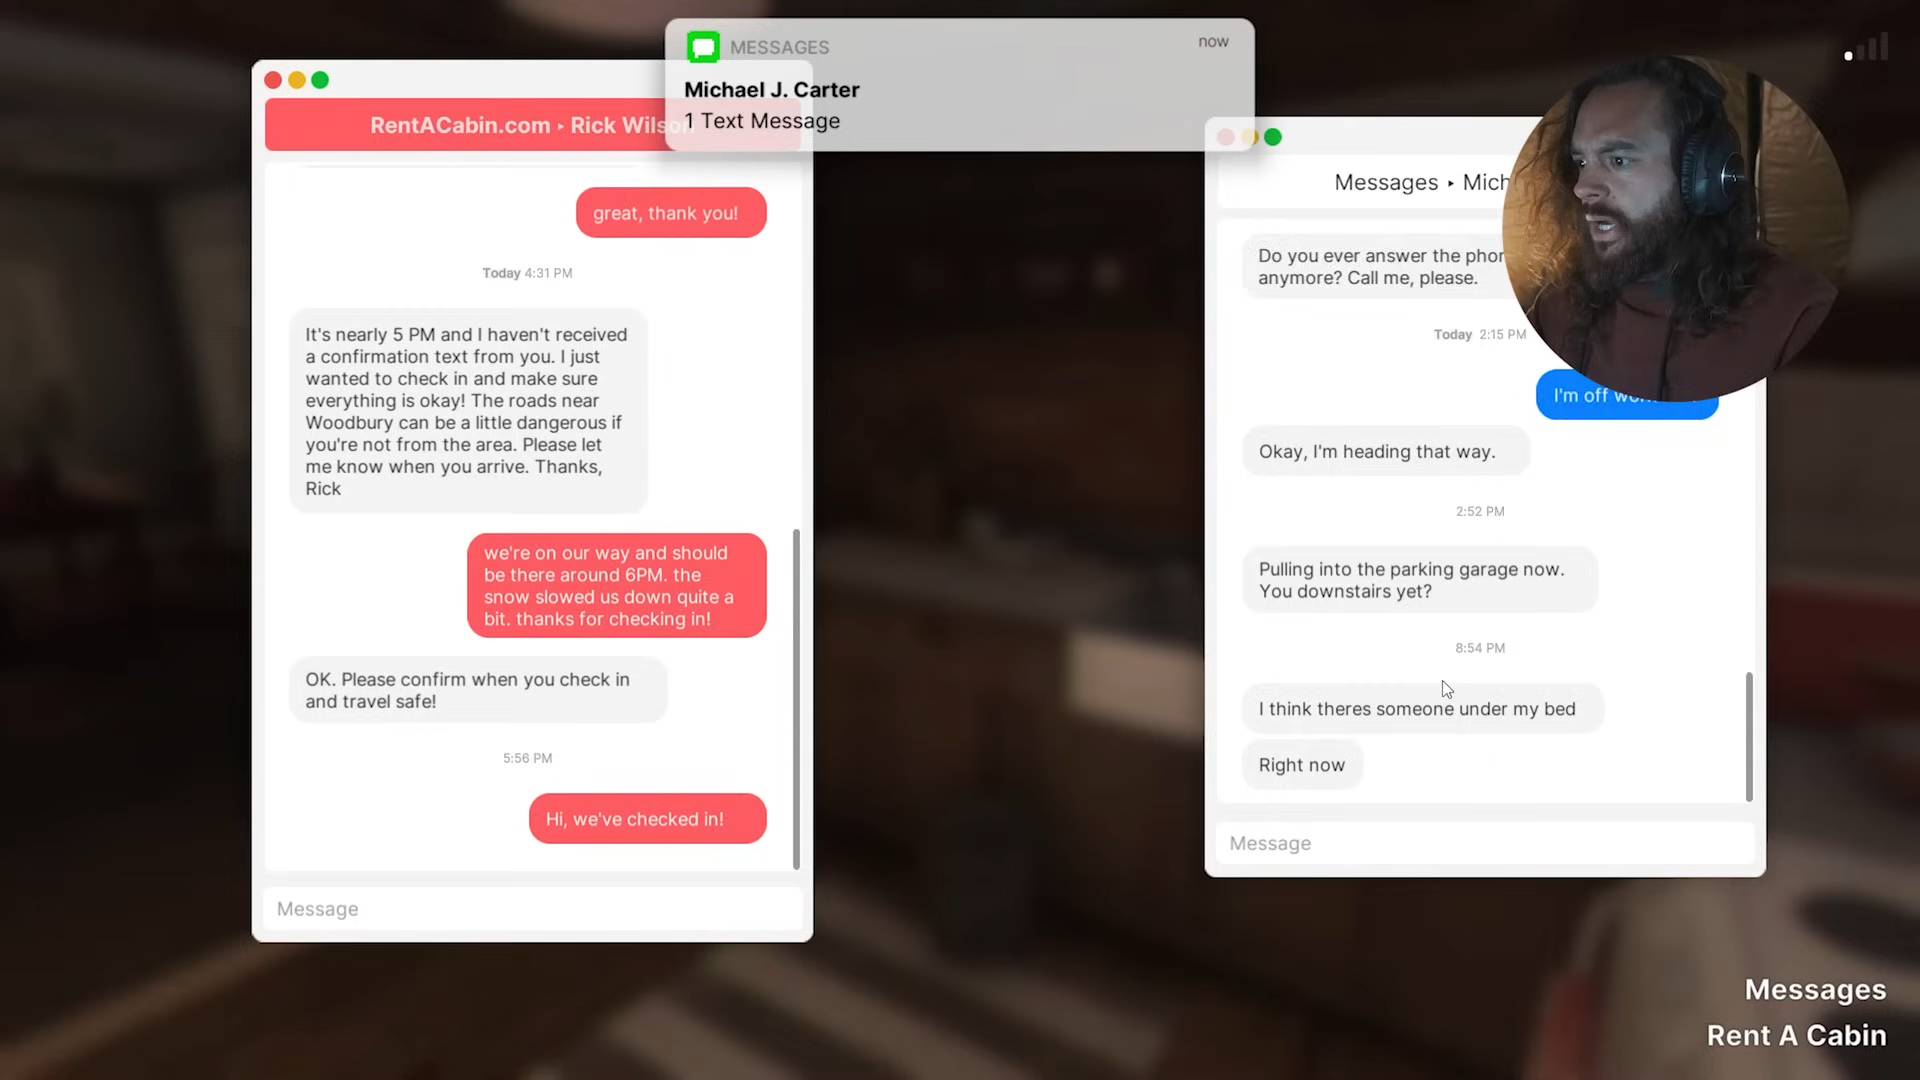 MESSAGES
now
Michael J. Carter
1 Text Message
RentACabin.com ▸ Rick Wilson
great, thank you!
Today 4:31 PM
It's nearly 5 PM and I haven't received
a confirmation text from you. I just
wanted to check in and make sure
everything is okay! The roads near
Woodbury can be a little dangerous if
you're not from the area. Please let
me know when you arrive. Thanks,
Rick
we're on our way and should
be there around 6PM. the
snow slowed us down quite a
bit. thanks for checking in!
OK. Please confirm when you check in
and travel safe!
5:56 PM
Hi, we've checked in!
Message
Messages ▸ Mich
Do you ever answer the phon
anymore? Call me, please.
Today 2:15 PM
I'm off
Okay, I'm heading that way.
2:52 PM
Pulling into the parking garage now.
You downstairs yet?
8:54 PM
I think theres someone under my bed
Right now
Message
Messages
Rent A Cabin